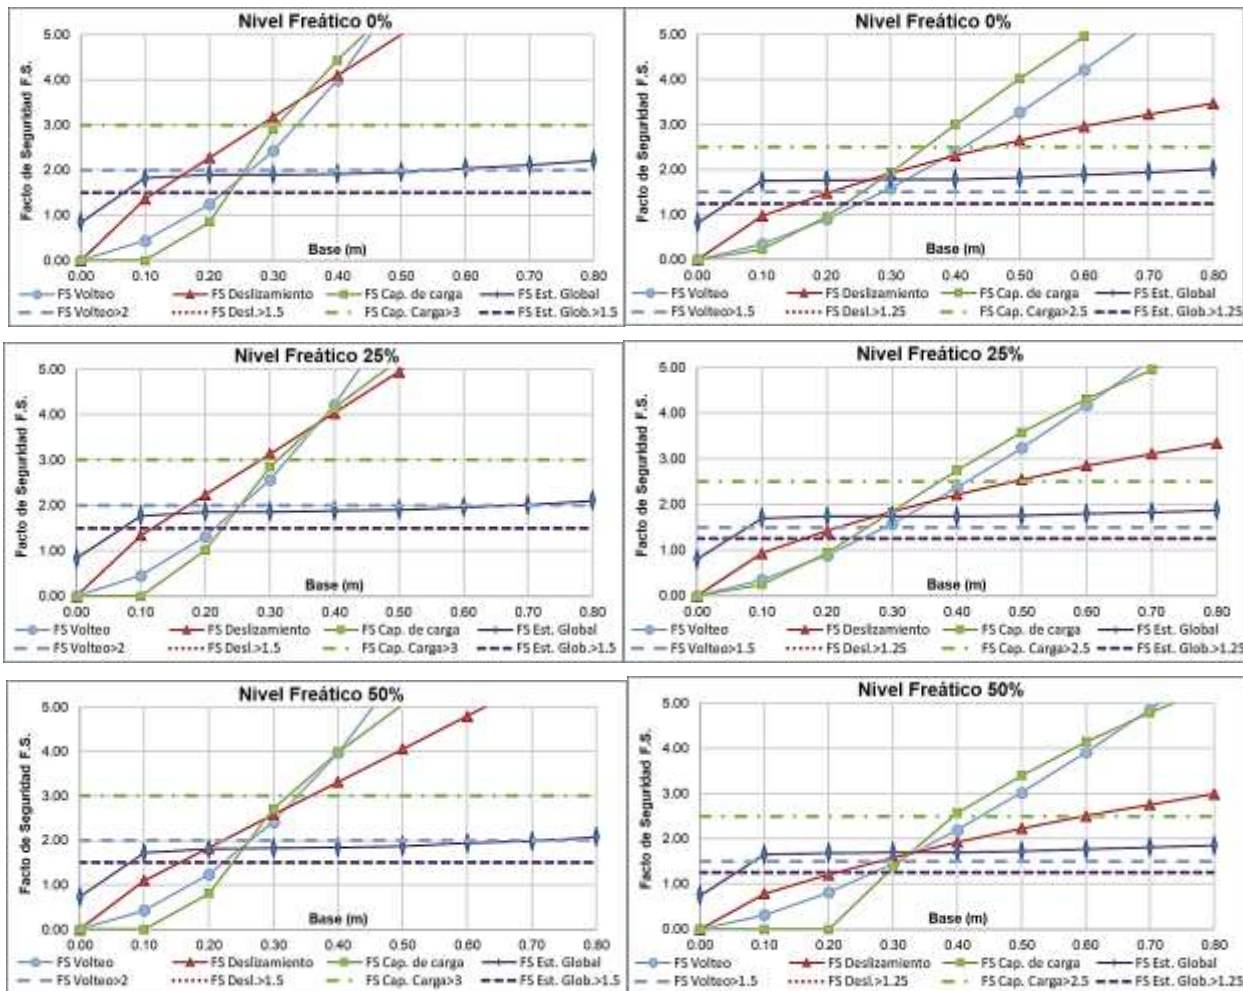 Nivel Freático 0%
Facto de Seguridad F.S.
5.00
4.00
3.00
2.00
1.00
0.00
Base (m)
0.00 0.10 0.20 0.30 0.40 0.50 0.60 0.70 0.80
FS Volteo FS Deslizamiento FS Cap. de carga FS Est. Global
FS Volteo>2 FS Desl.>1.5 FS Cap. Carga>3 FS Est. Glob.>1.5
Nivel Freático 0%
Facto de Seguridad F.S.
5.00
4.00
3.00
2.00
1.00
0.00
Base (m)
0.00 0.10 0.20 0.30 0.40 0.50 0.60 0.70 0.80
FS Volteo FS Deslizamiento FS Cap. de carga FS Est. Global
FS Volteo>1.5 FS Desl.>1.25 FS Cap. Carga>2.5 FS Est. Glob.>1.25
Nivel Freático 25%
Facto de Seguridad F.S.
5.00
4.00
3.00
2.00
1.00
0.00
Base (m)
0.00 0.10 0.20 0.30 0.40 0.50 0.60 0.70 0.80
FS Volteo FS Deslizamiento FS Cap. de carga FS Est. Global
FS Volteo>2 FS Desl.>1.5 FS Cap. Carga>3 FS Est. Glob.>1.5
Nivel Freático 25%
Facto de Seguridad F.S.
5.00
4.00
3.00
2.00
1.00
0.00
Base (m)
0.00 0.10 0.20 0.30 0.40 0.50 0.60 0.70 0.80
FS Volteo FS Deslizamiento FS Cap. de carga FS Est. Global
FS Volteo>1.5 FS Desl.>1.25 FS Cap. Carga>2.5 FS Est. Glob.>1.25
Nivel Freático 50%
Facto de Seguridad F.S.
5.00
4.00
3.00
2.00
1.00
0.00
Base (m)
0.00 0.10 0.20 0.30 0.40 0.50 0.60 0.70 0.80
FS Volteo FS Deslizamiento FS Cap. de carga FS Est. Global
FS Volteo>2 FS Desl.>1.5 FS Cap. Carga>3 FS Est. Glob.>1.5
Nivel Freático 50%
Facto de Seguridad F.S.
5.00
4.00
3.00
2.00
1.00
0.00
Base (m)
0.00 0.10 0.20 0.30 0.40 0.50 0.60 0.70 0.80
FS Volteo FS Deslizamiento FS Cap. de carga FS Est. Global
FS Volteo>1.5 FS Desl.>1.25 FS Cap. Carga>2.5 FS Est. Glob.>1.25